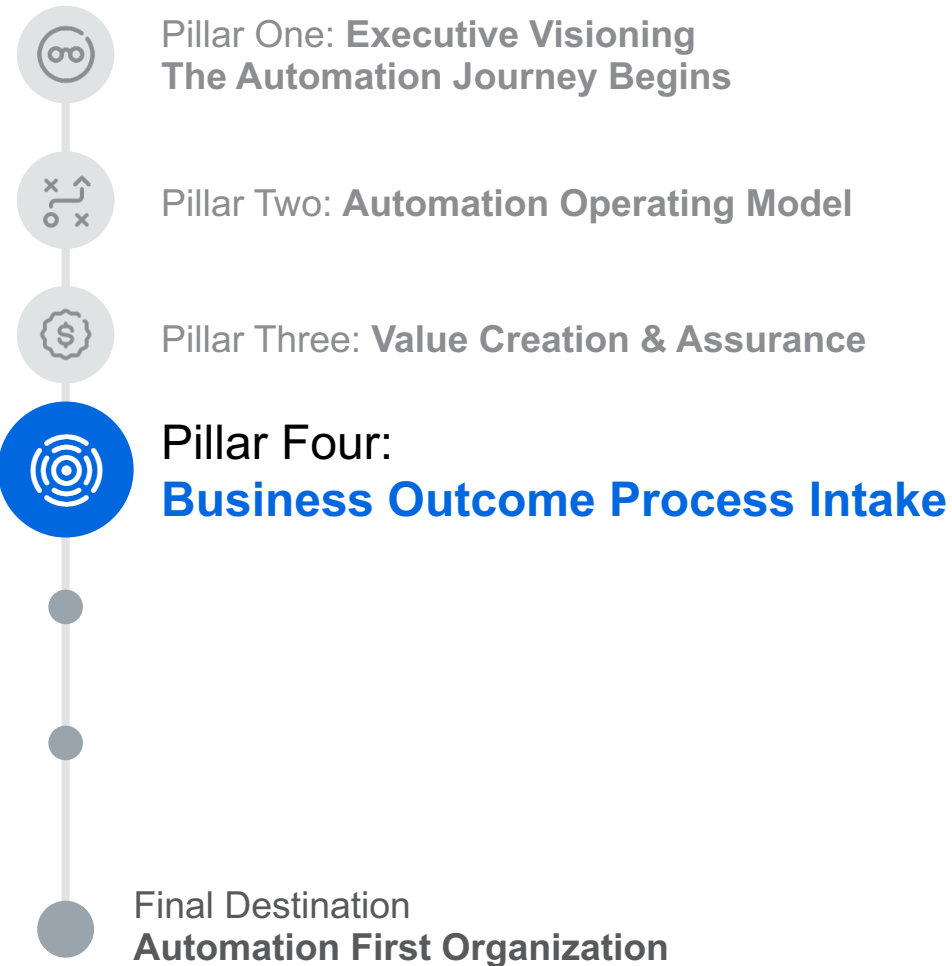 Pillar One: Executive Visioning
The Automation Journey Begins
Pillar Two: Automation Operating Model
$
Pillar Three: Value Creation & Assurance
Pillar Four:
Business Outcome Process Intake
Final Destination
Automation First Organization